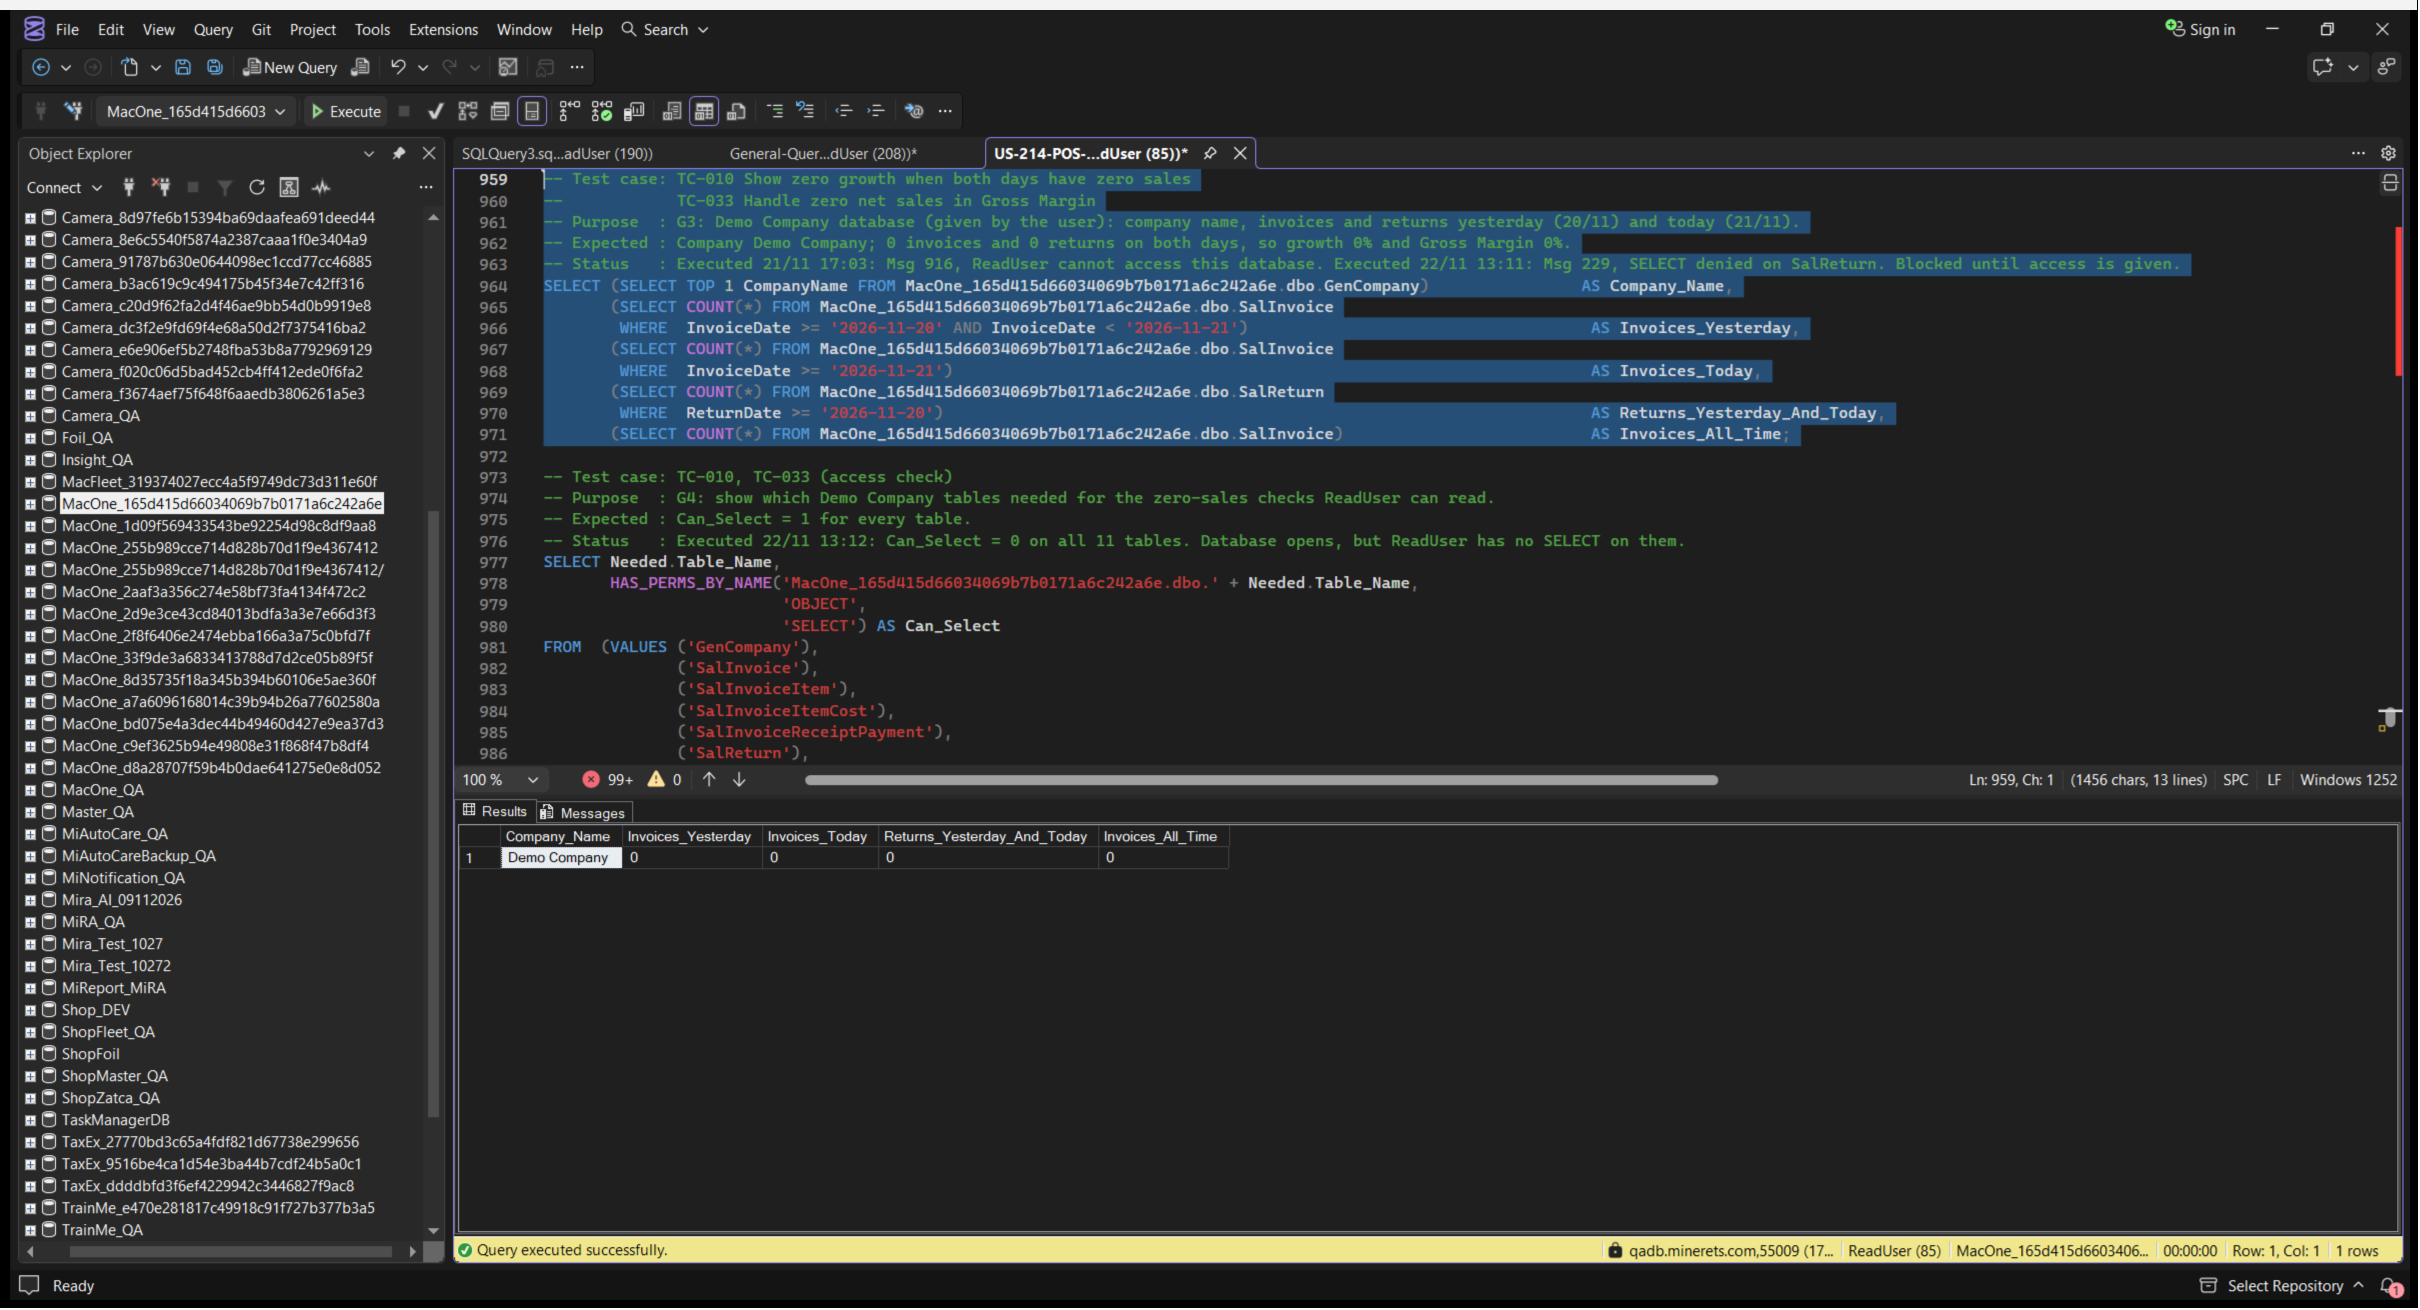 File Edit View Query Git Project Tools Extensions Window Help Search Sign in
New Query
MacOne_165d415d6603 Execute
Object Explorer
Connect
Camera_8d97fe6b15394ba69daafea691deed44
Camera_8e6c5540f5874a2387caaa1f0e3404a9
Camera_91787b630e0644098ec1ccd77cc46885
Camera_b3ac619c9c494175b45f34e7c42ff316
Camera_c20d9f62fa2d4f46ae9bb54d0b9919e8
Camera_dc3f2e9fd69f4e68a50d2f7375416ba2
Camera_e6e906ef5b2748fba53b8a7792969129
Camera_f020c06d5bad452cb4ff412ede0f6fa2
Camera_f3674aef75f648f6aaedb3806261a5e3
Camera_QA
Foil_QA
Insight_QA
MacFleet_319374027ecc4a5f9749dc73d311e60f
MacOne_165d415d66034069b7b0171a6c242a6e
MacOne_1d09f569433543be92254d98c8df9aa8
MacOne_255b989cce714d828b70d1f9e4367412
MacOne_255b989cce714d828b70d1f9e4367412/
MacOne_2aaf3a356c274e58bf73fa4134f472c2
MacOne_2d9e3ce43cd84013bdfa3a3e7e66d3f3
MacOne_2f8f6406e2474ebba166a3a75c0bfd7f
MacOne_33f9de3a6833413788d7d2ce05b89f5f
MacOne_8d35735f18a345b394b60106e5ae360f
MacOne_a7a6096168014c39b94b26a77602580a
MacOne_bd075e4a3dec44b49460d427e9ea37d3
MacOne_c9ef3625b94e49808e31f868f47b8df4
MacOne_d8a28707f59b4b0dae641275e0e8d052
MacOne_QA
Master_QA
MiAutoCare_QA
MiAutoCareBackup_QA
MiNotification_QA
Mira_AI_09112026
MiRA_QA
Mira_Test_1027
Mira_Test_10272
MiReport_MiRA
Shop_DEV
ShopFleet_QA
ShopFoil
ShopMaster_QA
ShopZatca_QA
TaskManagerDB
TaxEx_27770bd3c65a4fdf821d67738e299656
TaxEx_9516be4ca1d54e3ba44b7cdf24b5a0c1
TaxEx_ddddbfd3f6ef4229942c3446827f9ac8
TrainMe_e470e281817c49918c91f727b377b3a5
TrainMe_QA
SQLQuery3.sq...adUser (190)) General-Quer...dUser (208))* US-214-POS-...dUser (85))*
959 -- Test case: TC-010 Show zero growth when both days have zero sales
960 -- TC-033 Handle zero net sales in Gross Margin
961 -- Purpose : G3: Demo Company database (given by the user): company name, invoices and returns yesterday (20/11) and today (21/11).
962 -- Expected : Company Demo Company; 0 invoices and 0 returns on both days, so growth 0% and Gross Margin 0%.
963 -- Status : Executed 21/11 17:03: Msg 916, ReadUser cannot access this database. Executed 22/11 13:11: Msg 229, SELECT denied on SalReturn. Blocked until access is given.
964 SELECT (SELECT TOP 1 CompanyName FROM MacOne_165d415d66034069b7b0171a6c242a6e.dbo.GenCompany) AS Company_Name,
965 (SELECT COUNT(*) FROM MacOne_165d415d66034069b7b0171a6c242a6e.dbo.SalInvoice
966 WHERE InvoiceDate >= '2026-11-20' AND InvoiceDate < '2026-11-21') AS Invoices_Yesterday,
967 (SELECT COUNT(*) FROM MacOne_165d415d66034069b7b0171a6c242a6e.dbo.SalInvoice
968 WHERE InvoiceDate >= '2026-11-21') AS Invoices_Today,
969 (SELECT COUNT(*) FROM MacOne_165d415d66034069b7b0171a6c242a6e.dbo.SalReturn
970 WHERE ReturnDate >= '2026-11-20') AS Returns_Yesterday_And_Today,
971 (SELECT COUNT(*) FROM MacOne_165d415d66034069b7b0171a6c242a6e.dbo.SalInvoice) AS Invoices_All_Time;
972
973 -- Test case: TC-010, TC-033 (access check)
974 -- Purpose : G4: show which Demo Company tables needed for the zero-sales checks ReadUser can read.
975 -- Expected : Can_Select = 1 for every table.
976 -- Status : Executed 22/11 13:12: Can_Select = 0 on all 11 tables. Database opens, but ReadUser has no SELECT on them.
977 SELECT Needed.Table_Name,
978 HAS_PERMS_BY_NAME('MacOne_165d415d66034069b7b0171a6c242a6e.dbo.' + Needed.Table_Name,
979 'OBJECT',
980 'SELECT') AS Can_Select
981 FROM (VALUES ('GenCompany'),
982 ('SalInvoice'),
983 ('SalInvoiceItem'),
984 ('SalInvoiceItemCost'),
985 ('SalInvoiceReceiptPayment'),
986 ('SalReturn'),
100 % 99+ 0 Ln: 959, Ch: 1 (1456 chars, 13 lines) SPC LF Windows 1252
Results Messages
Company_Name Invoices_Yesterday Invoices_Today Returns_Yesterday_And_Today Invoices_All_Time
1 Demo Company 0 0 0 0
Query executed successfully. qadb.minerets.com,55009 (17... ReadUser (85) MacOne_165d415d6603406... 00:00:00 Row: 1, Col: 1 1 rows
Ready Select Repository 1